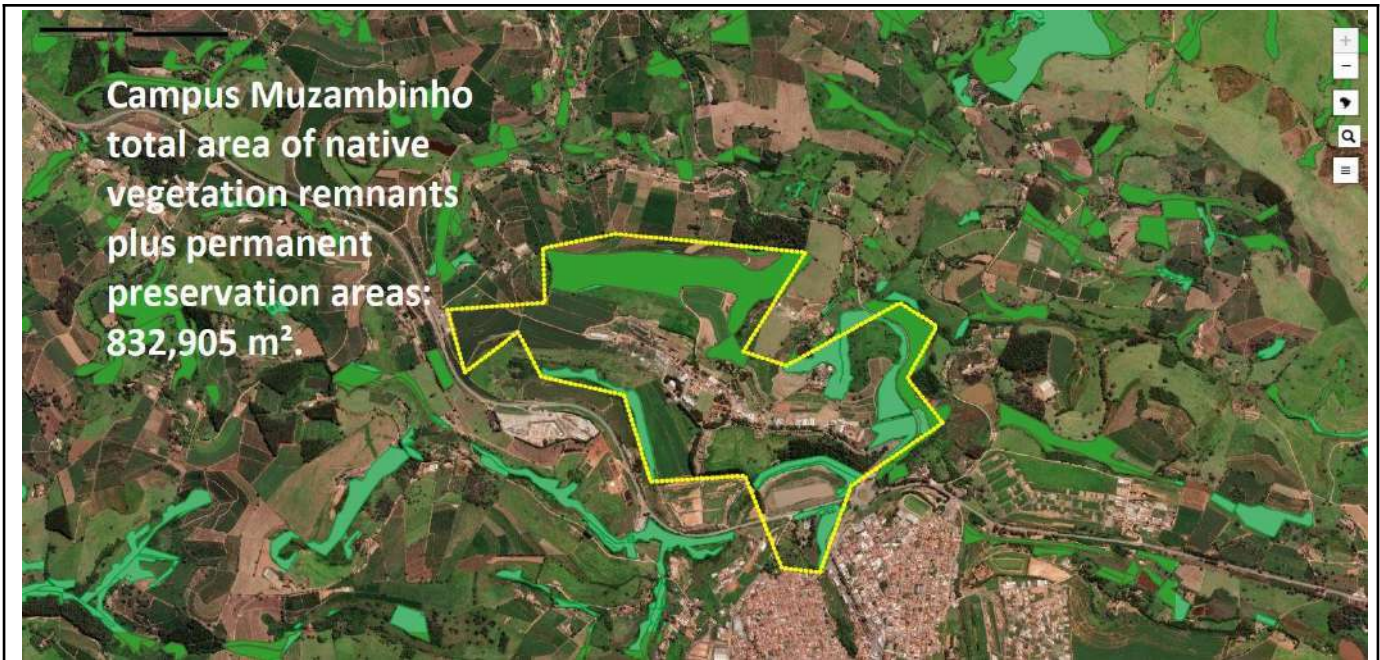 Campus Muzambinho
total area of native
vegetation remnants
plus permanent
preservation areas:
832,905 m².